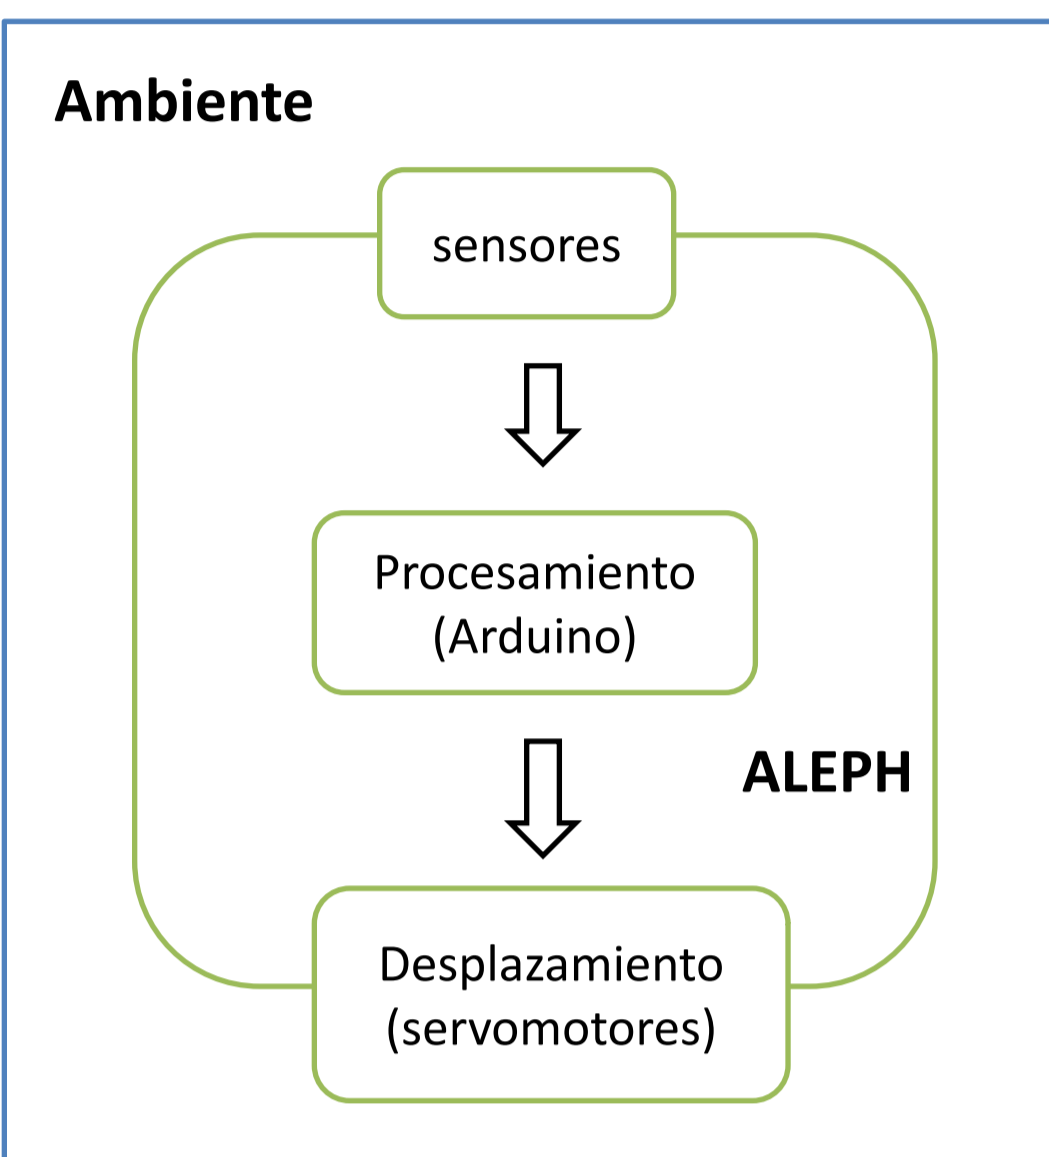 Ambiente
sensores
Procesamiento
(Arduino)
ALEPH
Desplazamiento
(servomotores)